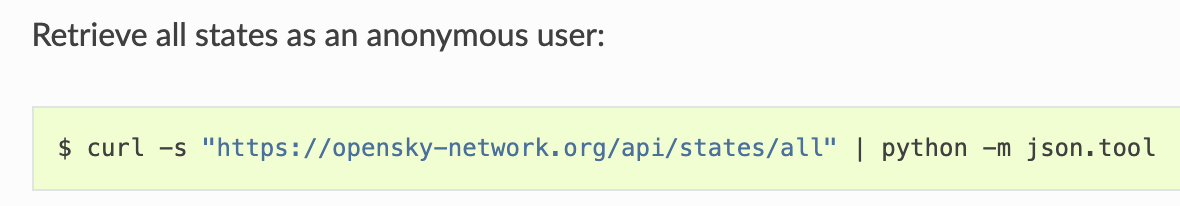 Retrieve all states as an anonymous user:
$ curl -s "https://opensky-network.org/api/states/all" | python -m json.tool